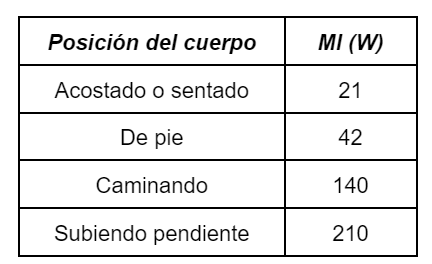 Posición del cuerpo MI (W)
Acostado o sentado 21
De pie 42
Caminando 140
Subiendo pendiente 210